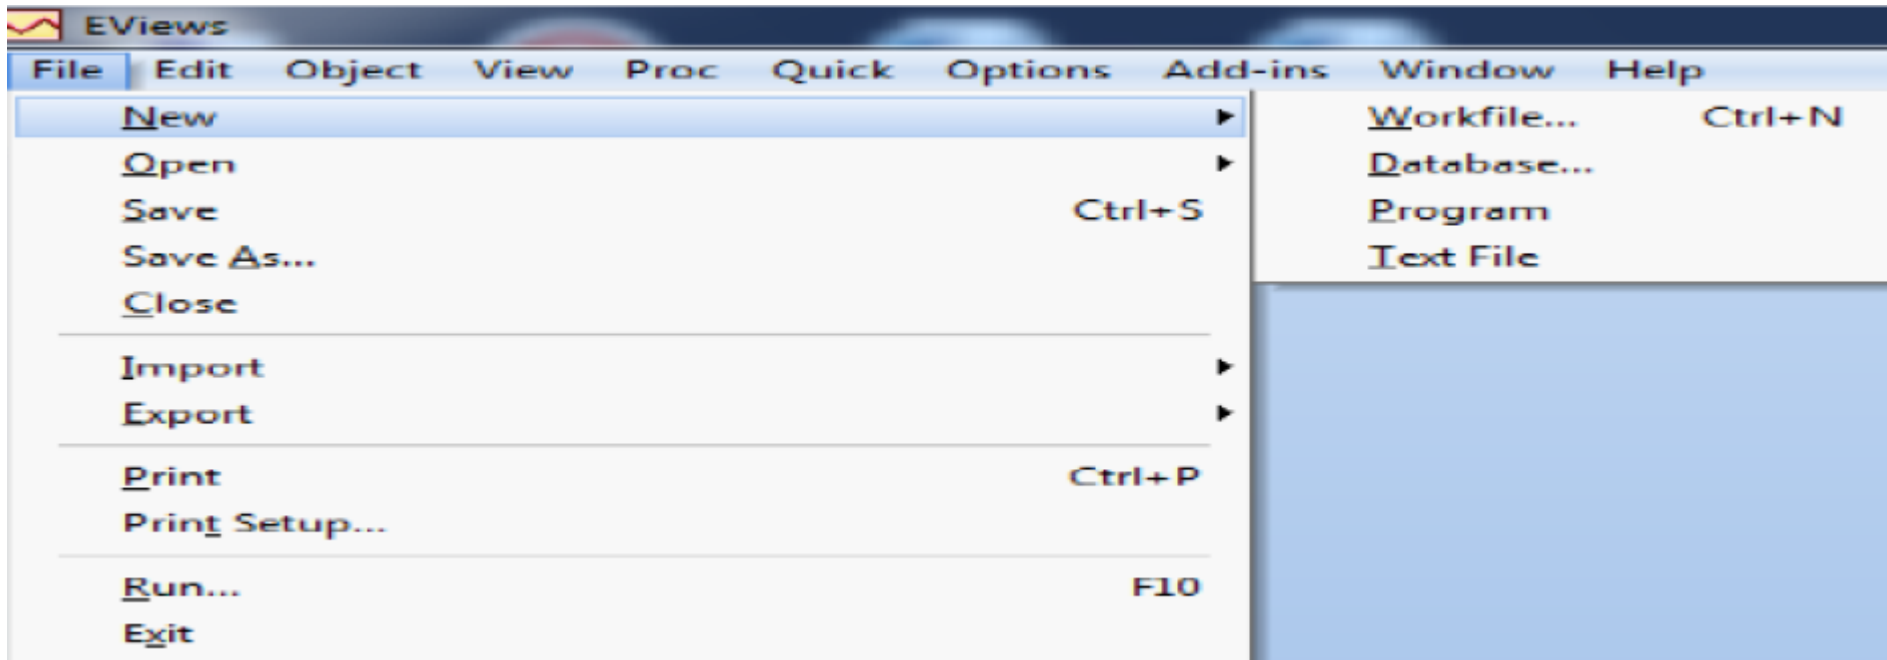 EViews
File Edit Object View Proc Quick Options Add-ins Window Help
New
Open
Save Ctrl+S
Save As...
Close
Import
Export
Print Ctrl+P
Print Setup...
Run... F10
Exit
Workfile... Ctrl+N
Database...
Program
Text File